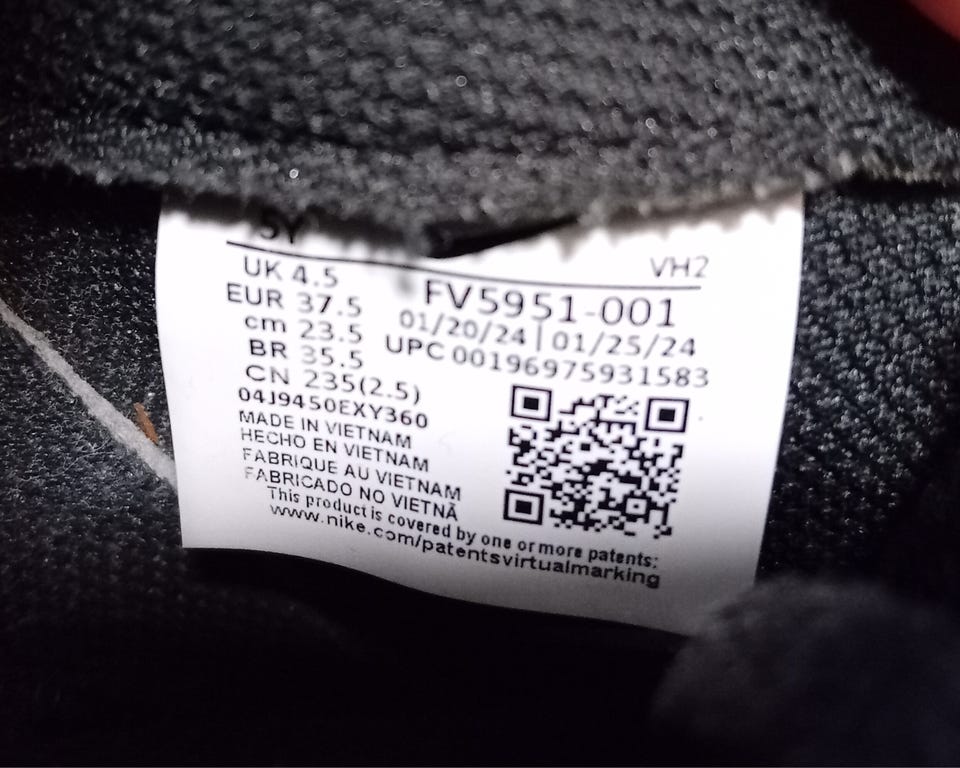 5Y
VH2
UK 4.5
EUR 37.5
cm 23.5
BR 35.5
CN 235(2.5)
FV5951-001
01/20/24 | 01/25/24
UPC 00196975931583
04J9450EXY360
MADE IN VIETNAM
HECHO EN VIETNAM
FABRIQUE AU VIETNAM
FABRICADO NO VIETNÃ
This product is covered by one or more patents:
www.nike.com/patentsvirtualmarking